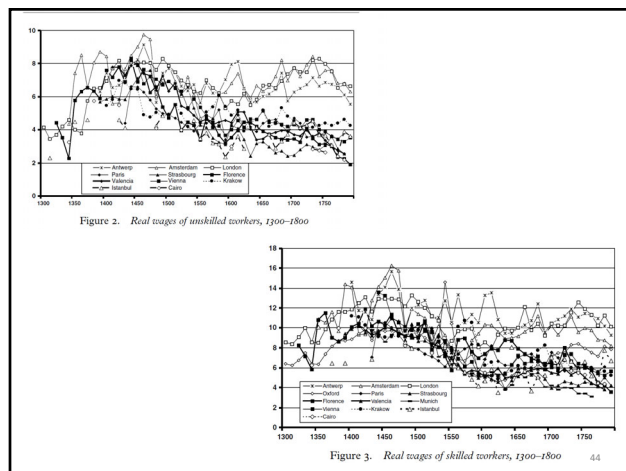 10
8
6
4
2
0
Antwerp Amsterdam London
Paris Strasbourg Florence
Valencia Vienna Krakow
Istanbul Cairo
1300 1350 1400 1450 1500 1550 1600 1650 1700 1750
Figure 2. Real wages of unskilled workers, 1300–1800
18
16
14
12
10
8
6
4
2
0
Antwerp Amsterdam London
Oxford Paris Strasbourg
Florence Valencia Munich
Vienna Krakow Istanbul
Cairo
1300 1350 1400 1450 1500 1550 1600 1650 1700 1750
Figure 3. Real wages of skilled workers, 1300–1800
44